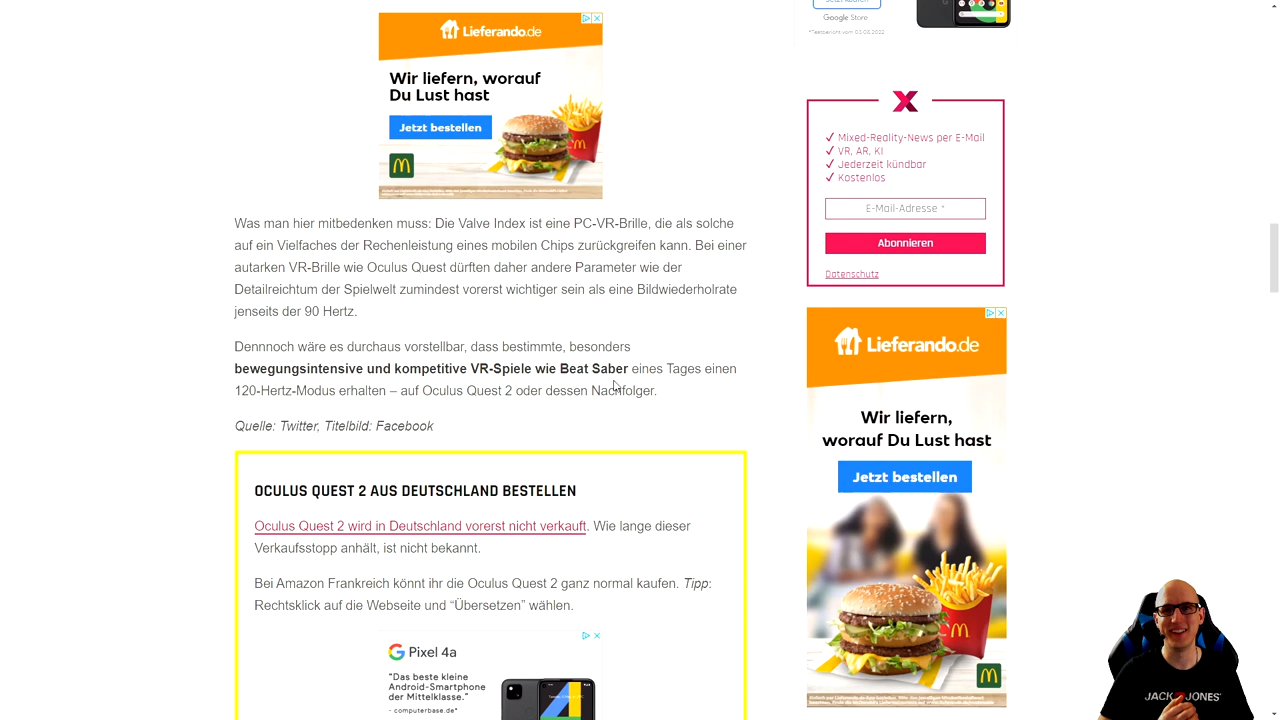 Lieferando.de
Wir liefern, worauf
Du Lust hast
Jetzt bestellen
Google Store
Was man hier mitbedenken muss: Die Valve Index ist eine PC-VR-Brille, die als solche
auf ein Vielfaches der Rechenleistung eines mobilen Chips zurückgreifen kann. Bei einer
autarken VR-Brille wie Oculus Quest dürften daher andere Parameter wie der
Detailreichtum der Spielwelt zumindest vorerst wichtiger sein als eine Bildwiederholrate
jenseits der 90 Hertz.
Dennnoch wäre es durchaus vorstellbar, dass bestimmte, besonders
bewegungsintensive und kompetitive VR-Spiele wie Beat Saber eines Tages einen
120-Hertz-Modus erhalten – auf Oculus Quest 2 oder dessen Nachfolger.
Quelle: Twitter, Titelbild: Facebook
OCULUS QUEST 2 AUS DEUTSCHLAND BESTELLEN
Oculus Quest 2 wird in Deutschland vorerst nicht verkauft. Wie lange dieser
Verkaufsstopp anhält, ist nicht bekannt.
Bei Amazon Frankreich könnt ihr die Oculus Quest 2 ganz normal kaufen. Tipp:
Rechtsklick auf die Webseite und “Übersetzen” wählen.
Pixel 4a
“Das beste kleine
Android-Smartphone
der Mittelklasse.”
- computerbase.de*
X
✓ Mixed-Reality-News per E-Mail
✓ VR, AR, KI
✓ Jederzeit kündbar
✓ Kostenlos
E-Mail-Adresse *
Abonnieren
Datenschutz
Lieferando.de
Wir liefern,
worauf Du Lust hast
Jetzt bestellen
JACK JONES